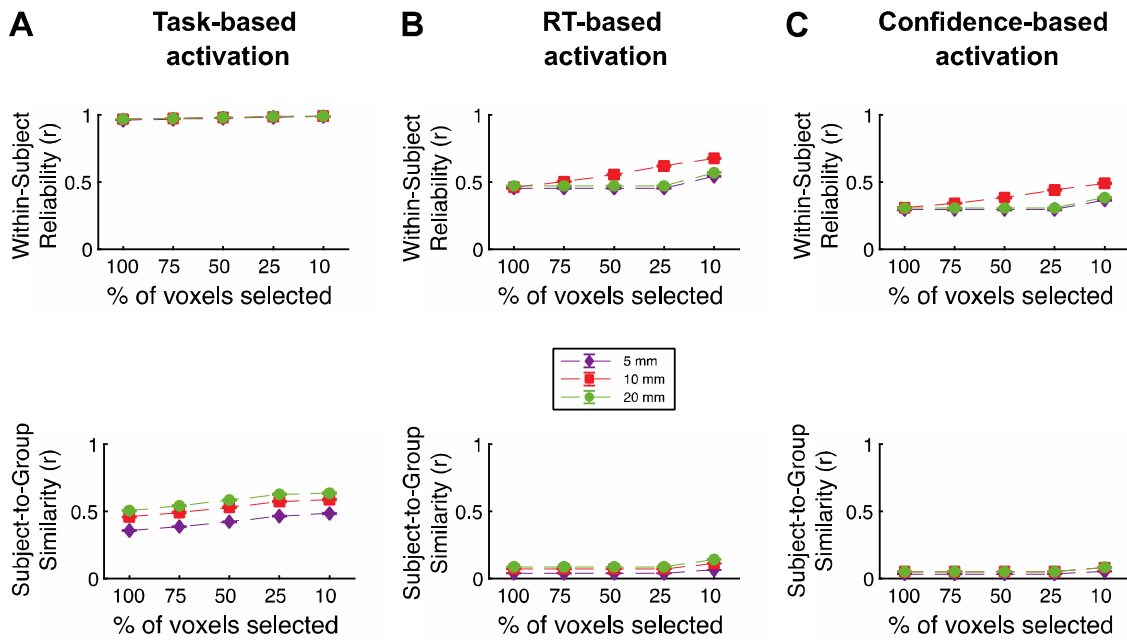 A
Task-based
activation
B
RT-based
activation
C
Confidence-based
activation
Within-Subject
Reliability (r)
1
0.5
0
100 75 50 25 10
% of voxels selected
Within-Subject
Reliability (r)
1
0.5
0
100 75 50 25 10
% of voxels selected
Within-Subject
Reliability (r)
1
0.5
0
100 75 50 25 10
% of voxels selected
5 mm
10 mm
20 mm
Subject-to-Group
Similarity (r)
1
0.5
0
100 75 50 25 10
% of voxels selected
Subject-to-Group
Similarity (r)
1
0.5
0
100 75 50 25 10
% of voxels selected
Subject-to-Group
Similarity (r)
1
0.5
0
100 75 50 25 10
% of voxels selected